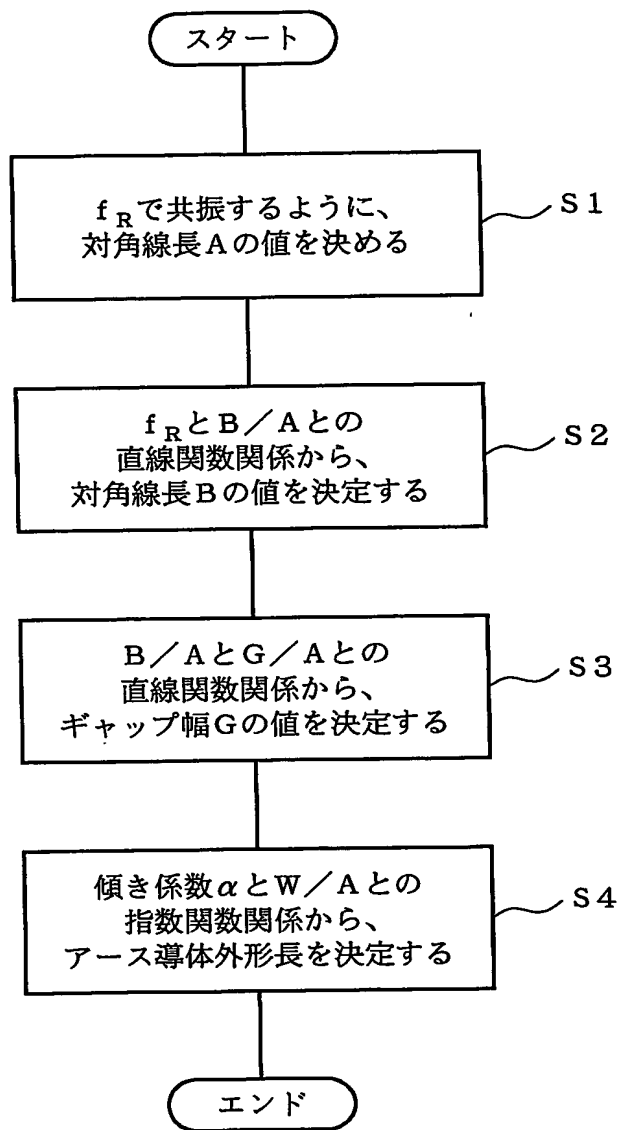 スタート
f_Rで共振するように、
対角線長Aの値を決める
S1
f_RとB/Aとの
直線関数関係から、
対角線長Bの値を決定する
S2
B/AとG/Aとの
直線関数関係から、
ギャップ幅Gの値を決定する
S3
傾き係数αとW/Aとの
指数関数関係から、
アース導体外形長を決定する
S4
エンド